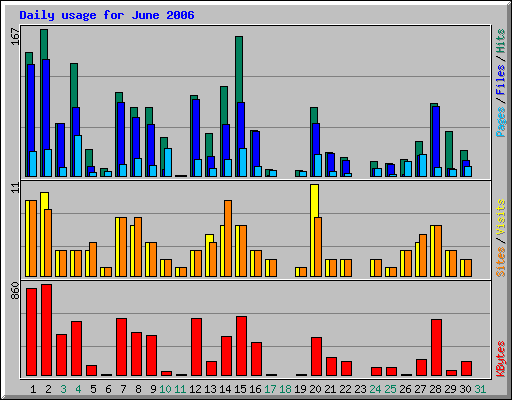 Daily usage for June 2006
167
Pages / Files / Hits
11
Sites / Visits
860
KBytes
1 2 3 4 5 6 7 8 9 10 11 12 13 14 15 16 17 18 19 20 21 22 23 24 25 26 27 28 29 30 31